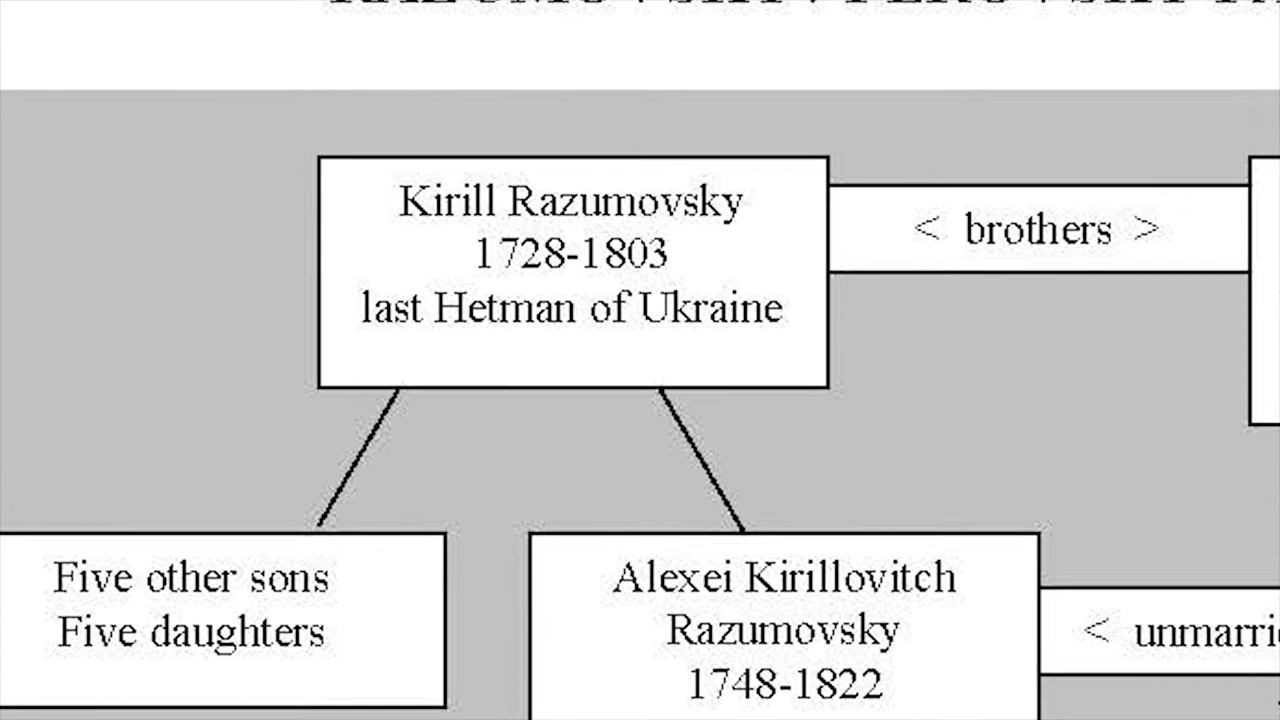 Kirill Razumovsky
1728-1803
last Hetman of Ukraine
< brothers >
Five other sons
Five daughters
Alexei Kirillovitch
Razumovsky
1748-1822
<